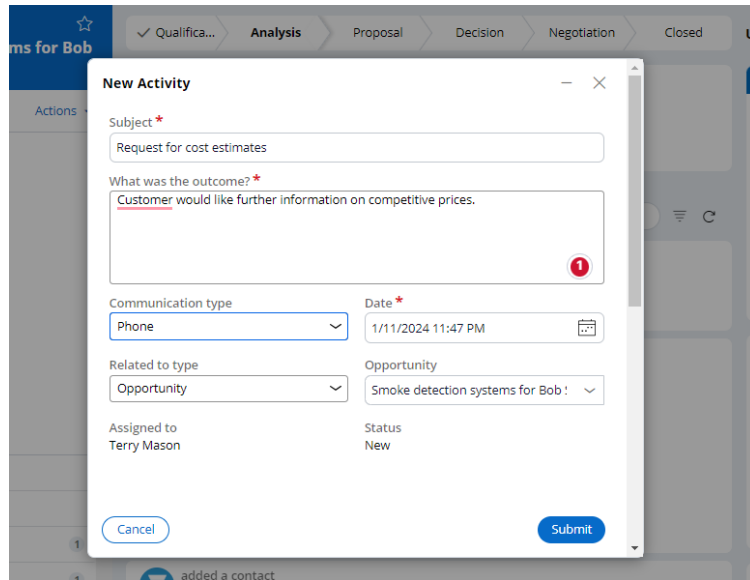 ms for Bob
Qualifica...
Analysis
Proposal
Decision
Negotiation
Closed
Actions
New Activity
Subject *
Request for cost estimates
What was the outcome? *
Customer would like further information on competitive prices.
1
Communication type
Date *
Phone
1/11/2024 11:47 PM
Related to type
Opportunity
Opportunity
Smoke detection systems for Bob
Assigned to
Status
Terry Mason
New
Cancel
Submit
1
1
added a contact